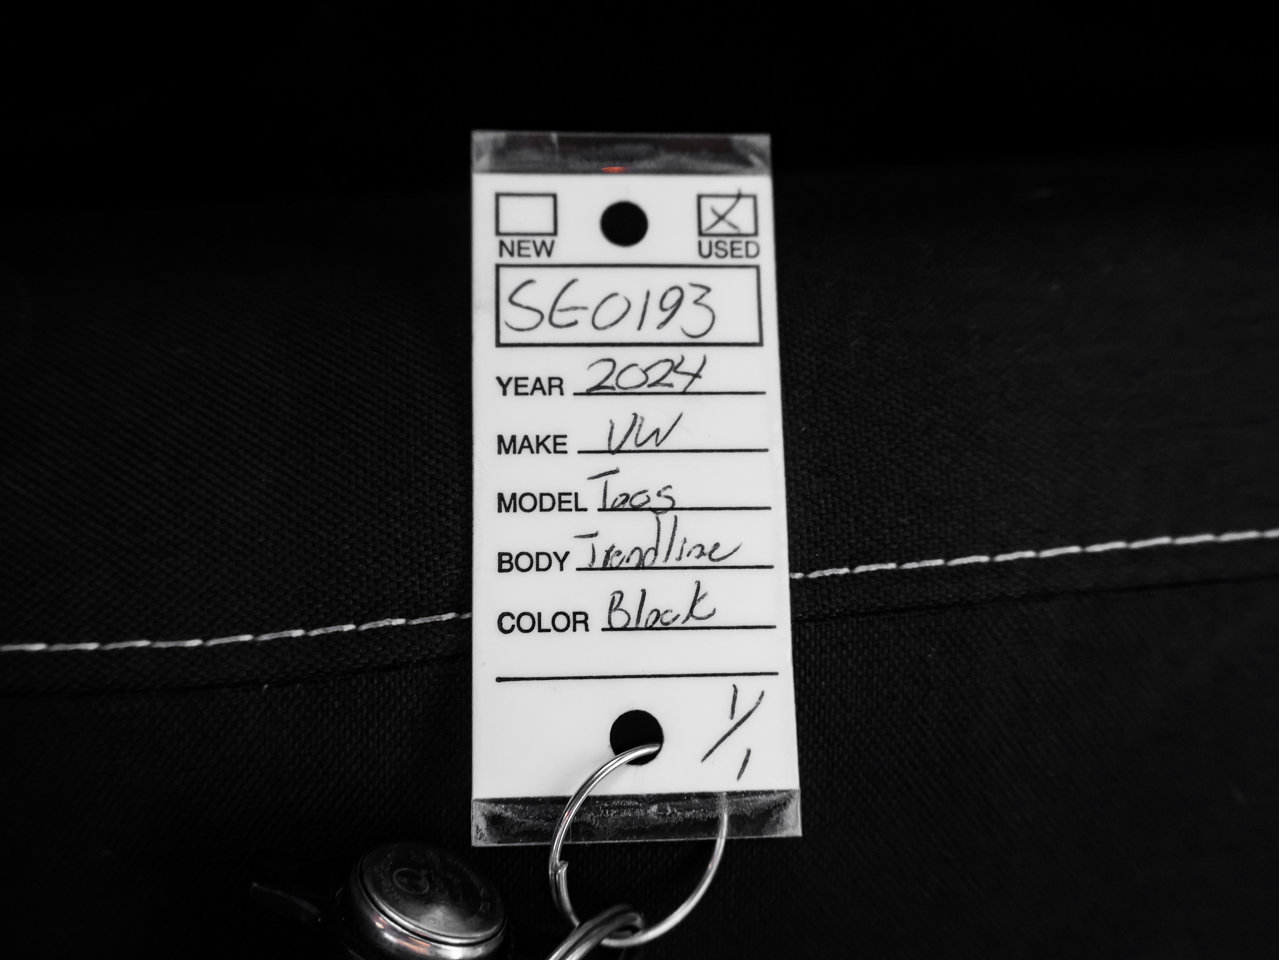 NEW USED
SE0193
YEAR 2024
MAKE VW
MODEL Taos
BODY Trendline
COLOR Black
1/1